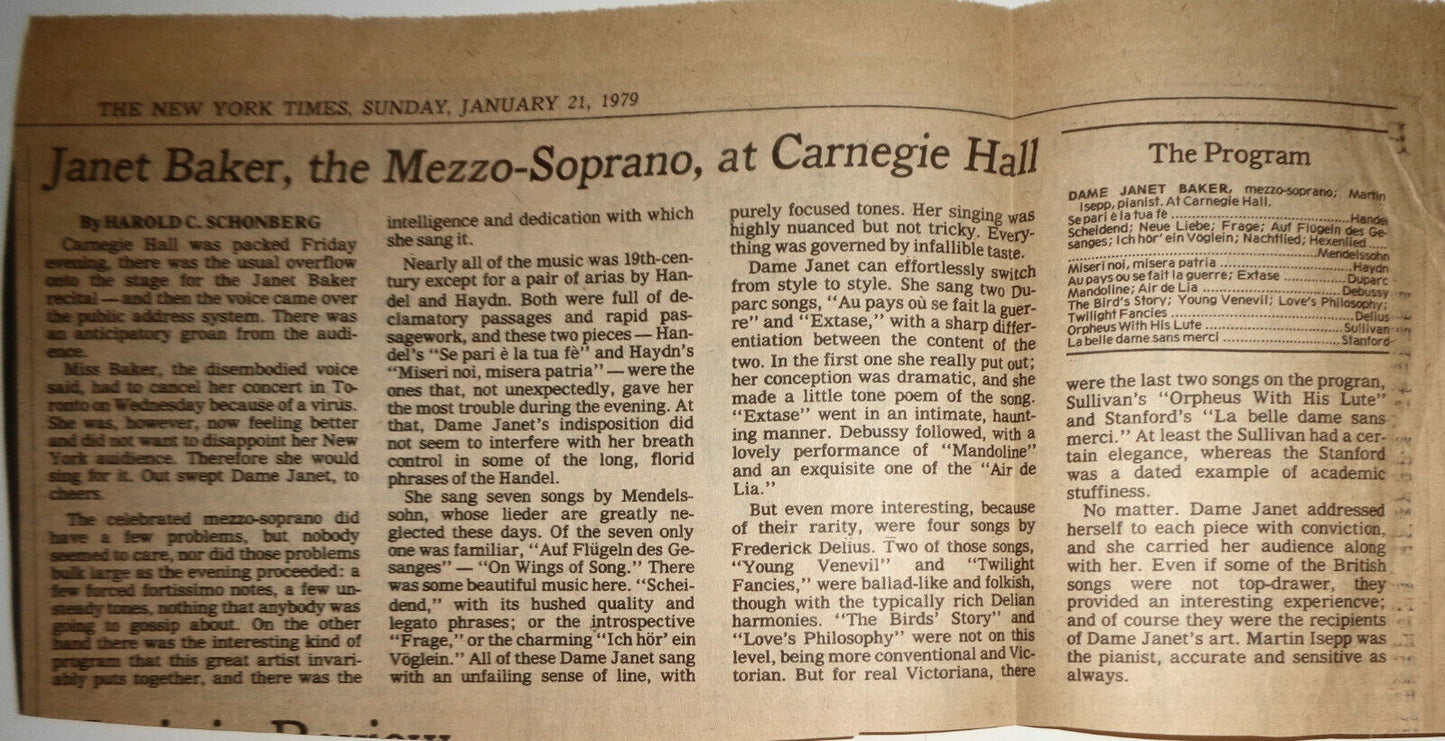 THE NEW YORK TIMES, SUNDAY, JANUARY 21, 1979
Janet Baker, the Mezzo-Soprano, at Carnegie Hall
By HAROLD C. SCHONBERG
Carnegie Hall was packed Friday
evening, there was the usual overflow
onto the stage for the Janet Baker
recital — and then the voice came over
the public address system. There was
an anticipatory groan from the audi-
ence.
Miss Baker, the disembodied voice
said, had to cancel her concert in To-
ronto on Wednesday because of a virus.
She was, however, now feeling better
and did not want to disappoint her New
York audience. Therefore she would
sing for it. Out swept Dame Janet, to
cheers.
The celebrated mezzo-soprano did
have a few problems, but nobody
seemed to care, nor did those problems
bulk large as the evening proceeded: a
few forced fortissimo notes, a few un-
steady tones, nothing that anybody was
going to gossip about. On the other
hand there was the interesting kind of
program that this great artist invari-
ably puts together, and there was the
intelligence and dedication with which
she sang it.
Nearly all of the music was 19th-cen-
tury except for a pair of arias by Han-
del and Haydn. Both were full of de-
clamatory passages and rapid pas-
sagework, and these two pieces — Han-
del's "Se pari è la tua fè" and Haydn's
"Miseri noi, misera patria" — were the
ones that, not unexpectedly, gave her
the most trouble during the evening. At
that, Dame Janet's indisposition did
not seem to interfere with her breath
control in some of the long, florid
phrases of the Handel.
She sang seven songs by Mendels-
sohn, whose lieder are greatly ne-
glected these days. Of the seven only
one was familiar, "Auf Flügeln des Ge-
sanges" — "On Wings of Song." There
was some beautiful music here. "Schei-
dend," with its hushed quality and
legato phrases; or the introspective
"Frage," or the charming "Ich hör' ein
Vöglein." All of these Dame Janet sang
with an unfailing sense of line, with
purely focused tones. Her singing was
highly nuanced but not tricky. Every-
thing was governed by infallible taste.
Dame Janet can effortlessly switch
from style to style. She sang two Du-
parc songs, "Au pays où se fait la guer-
re" and "Extase," with a sharp differ-
entiation between the content of the
two. In the first one she really put out;
her conception was dramatic, and she
made a little tone poem of the song.
"Extase" went in an intimate, haunt-
ing manner. Debussy followed, with a
lovely performance of "Mandoline"
and an exquisite one of the "Air de
Lia."
But even more interesting, because
of their rarity, were four songs by
Frederick Delius. Two of those songs,
"Young Venevil" and "Twilight
Fancies," were ballad-like and folkish,
though with the typically rich Delian
harmonies. "The Birds' Story" and
"Love's Philosophy" were not on this
level, being more conventional and Vic-
torian. But for real Victoriana, there
The Program
DAME JANET BAKER, mezzo-soprano; Martin
Isepp, pianist. At Carnegie Hall.
Se pari è la tua fè ........ Handel
Scheidend; Neue Liebe; Frage; Auf Flügeln des Ge-
sanges; Ich hör' ein Vöglein; Nachtlied; Hexenlied .....
........ Mendelssohn
Miseri noi, misera patria ........ Haydn
Au pays ou se fait la guerre; Extase ........ Duparc
Mandoline; Air de Lia ........ Debussy
The Bird's Story; Young Venevil; Love's Philosophy;
Twilight Fancies ........ Delius
Orpheus With His Lute ........ Sullivan
La belle dame sans merci ........ Stanford
were the last two songs on the progran,
Sullivan's "Orpheus With His Lute"
and Stanford's "La belle dame sans
merci." At least the Sullivan had a cer-
tain elegance, whereas the Stanford
was a dated example of academic
stuffiness.
No matter. Dame Janet addressed
herself to each piece with conviction,
and she carried her audience along
with her. Even if some of the British
songs were not top-drawer, they
provided an interesting experiencve;
and of course they were the recipients
of Dame Janet's art. Martin Isepp was
the pianist, accurate and sensitive as
always.